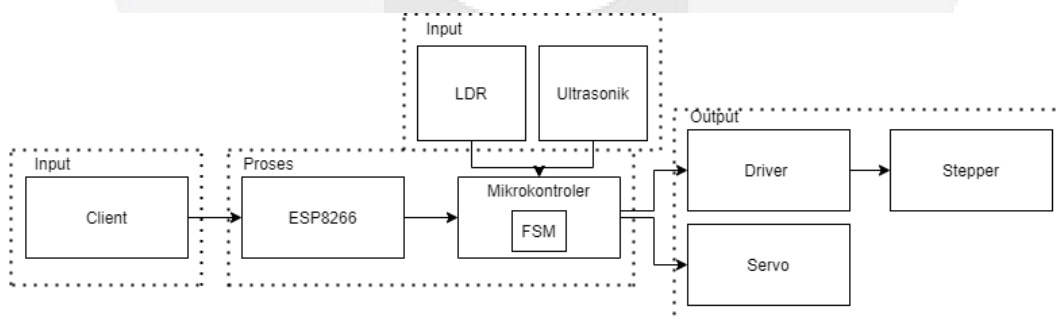 Input
LDR
Ultrasonik
Output
Input
Proses
Driver
Stepper
Mikrokontroler
Client
ESP8266
FSM
Servo